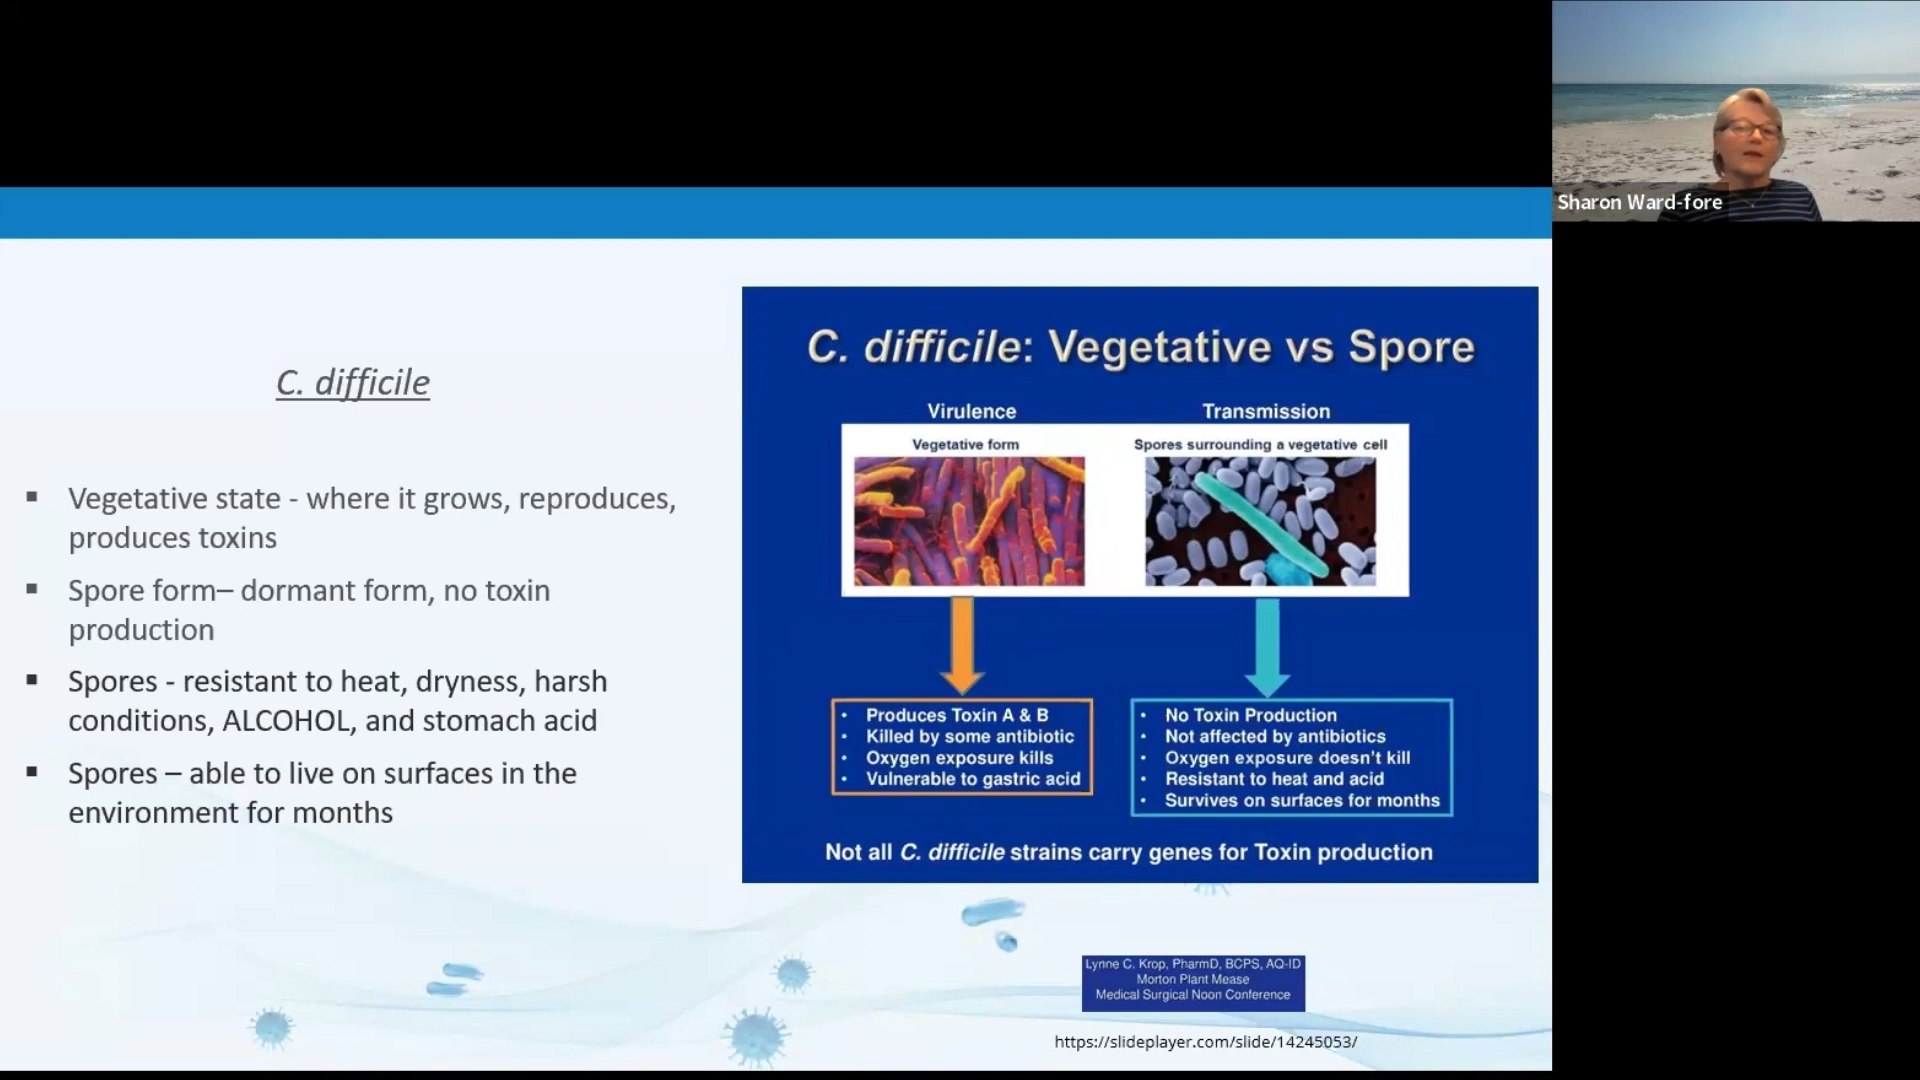 Sharon Ward-fore
C. difficile
▪ Vegetative state - where it grows, reproduces,
produces toxins
▪ Spore form– dormant form, no toxin
production
▪ Spores - resistant to heat, dryness, harsh
conditions, ALCOHOL, and stomach acid
▪ Spores – able to live on surfaces in the
environment for months
C. difficile: Vegetative vs Spore
Virulence
Vegetative form
• Produces Toxin A & B
• Killed by some antibiotic
• Oxygen exposure kills
• Vulnerable to gastric acid
Transmission
Spores surrounding a vegetative cell
• No Toxin Production
• Not affected by antibiotics
• Oxygen exposure doesn't kill
• Resistant to heat and acid
• Survives on surfaces for months
Not all C. difficile strains carry genes for Toxin production
Lynne C. Krop, PharmD, BCPS, AQ-ID
Morton Plant Mease
Medical Surgical Noon Conference
https://slideplayer.com/slide/14245053/